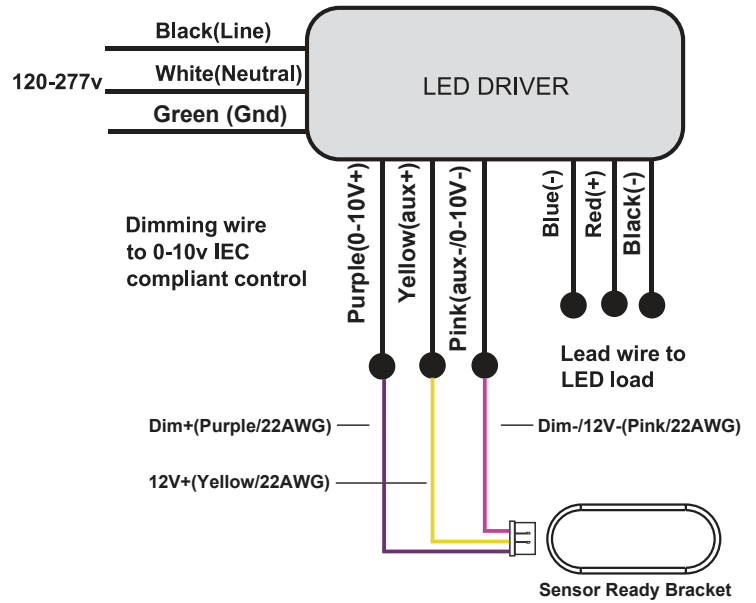 Black(Line)
120-277v
White(Neutral)
Green (Gnd)
LED DRIVER
Dimming wire
to 0-10v IEC
compliant control
Purple(0-10V+)
Yellow(aux+)
Pink(aux-/0-10V-)
Blue(-)
Red(+)
Black(-)
Lead wire to
LED load
Dim+(Purple/22AWG)
Dim-/12V-(Pink/22AWG)
12V+(Yellow/22AWG)
Sensor Ready Bracket